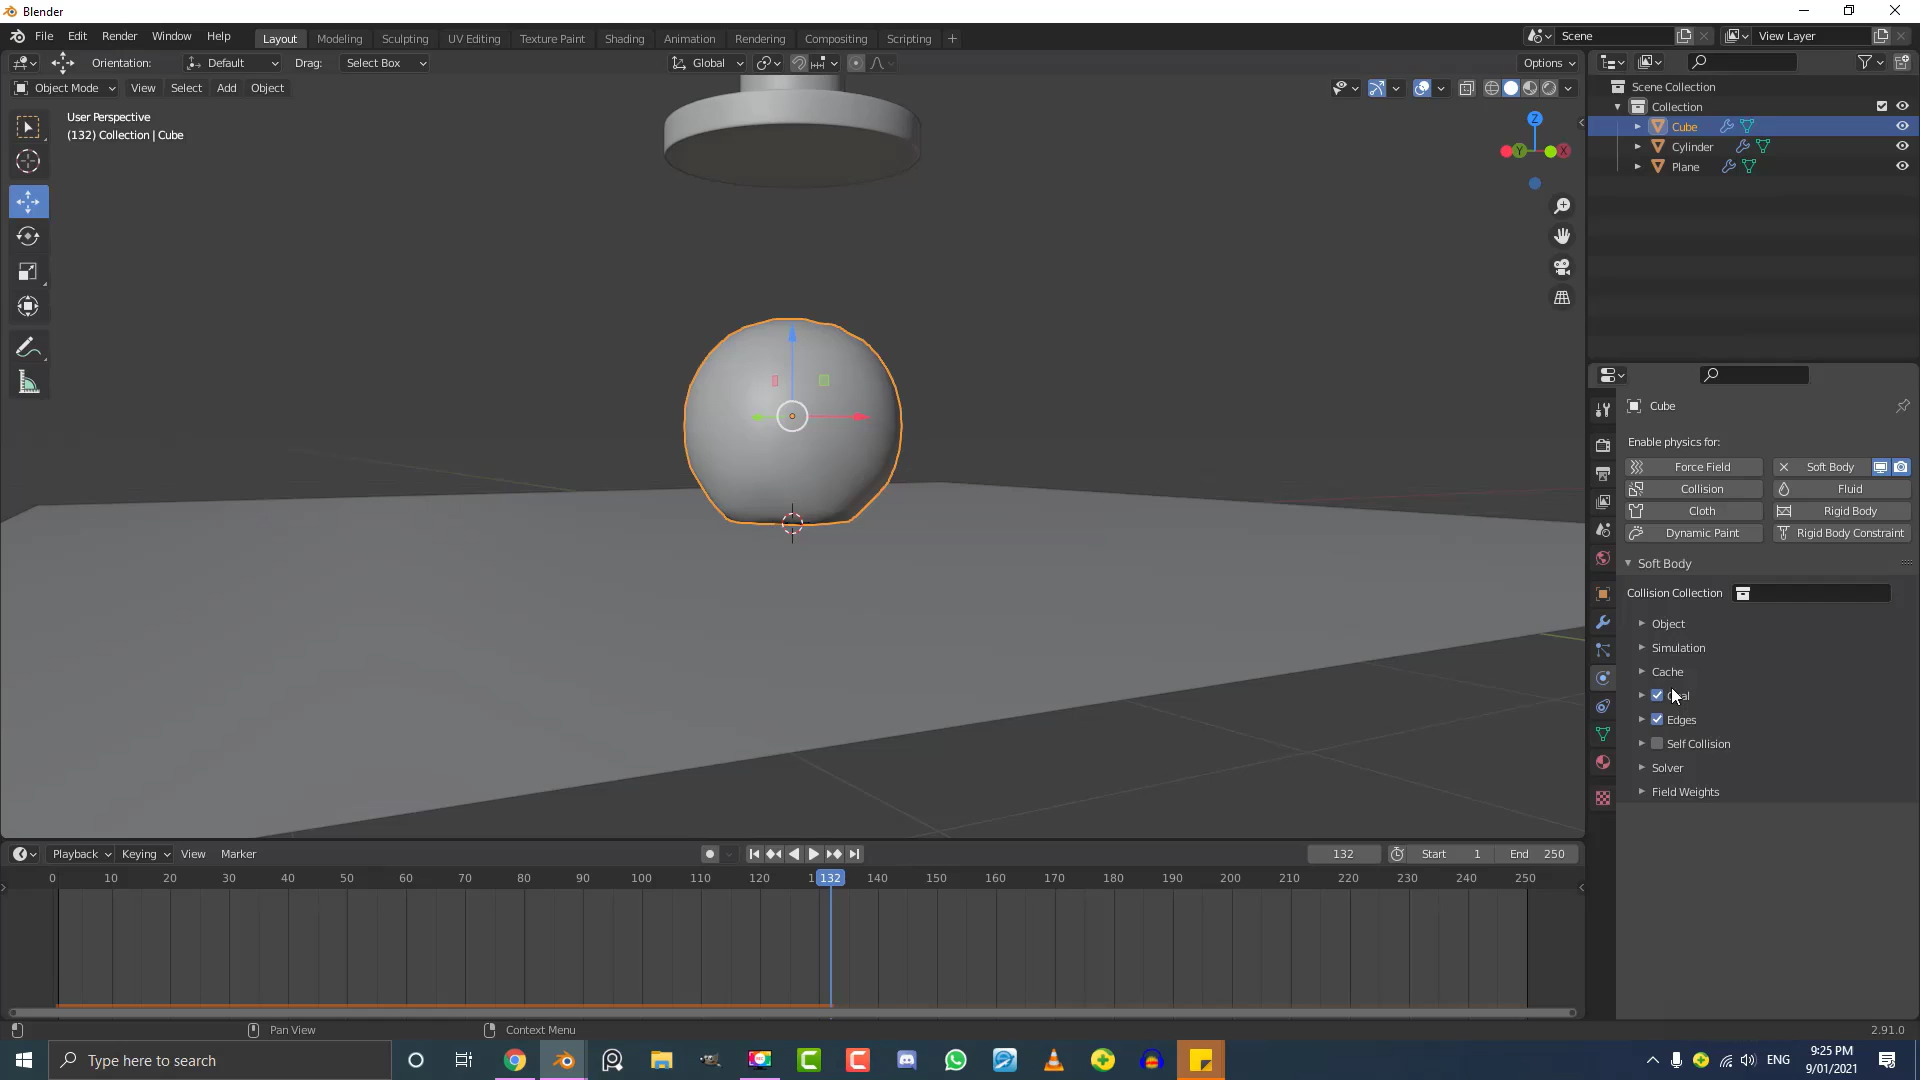 Blender
File Edit Render Window Help
Layout Modeling Sculpting UV Editing Texture Paint Shading Animation Rendering Compositing Scripting +
Scene
View Layer
Orientation: Default Drag: Select Box
Global
Options
Object Mode View Select Add Object
User Perspective
(132) Collection | Cube
Z
Y
X
Scene Collection
Collection
Cube
Cylinder
Plane
Cube
Enable physics for:
Force Field Soft Body
Collision Fluid
Cloth Rigid Body
Dynamic Paint Rigid Body Constraint
Soft Body
Collision Collection
Object
Simulation
Cache
Edges
Self Collision
Solver
Field Weights
Playback Keying View Marker
132 Start 1 End 250
0 10 20 30 40 50 60 70 80 90 100 110 120 132 140 150 160 170 180 190 200 210 220 230 240 250
Pan View Context Menu
2.91.0
Type here to search
ENG
9:25 PM
9/01/2021